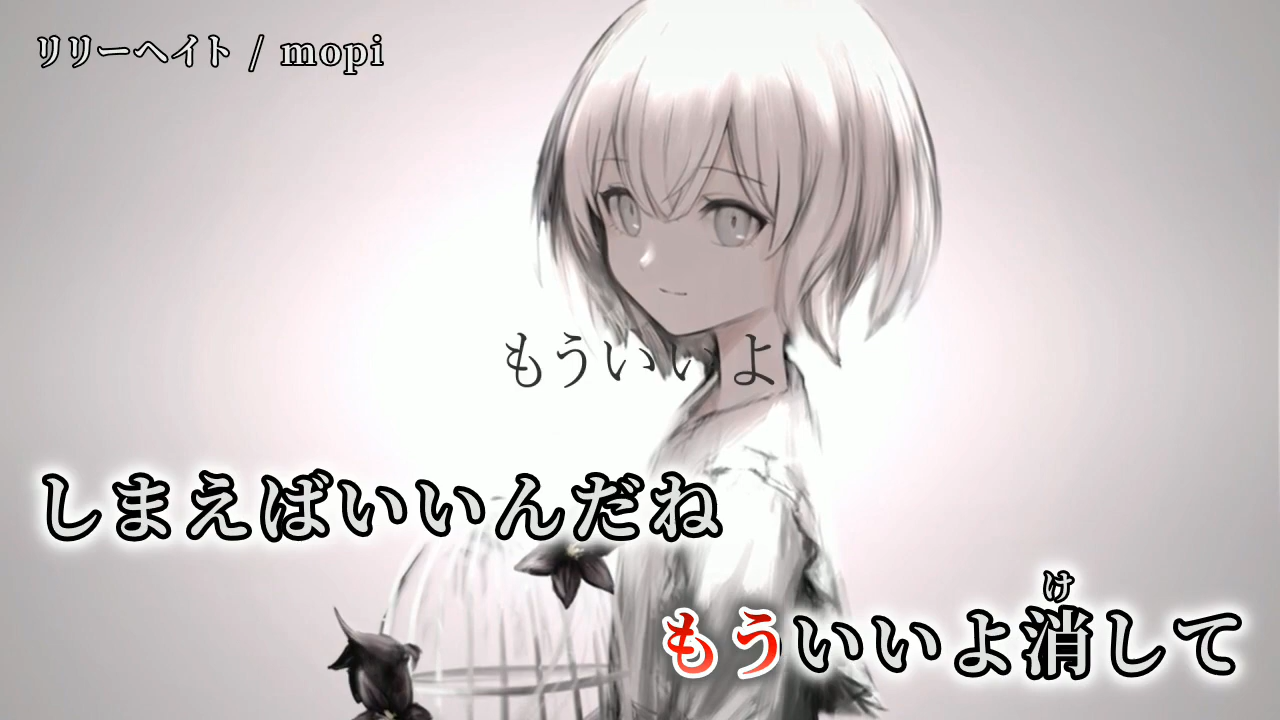 リリーヘイト / mopi
もういいよ
しまえばいいんだね
け
もういいよ消して